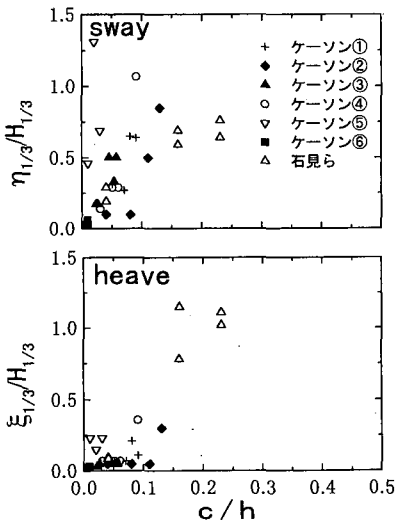 sway
1.5
1.0
0.5
0.0
η1/3/H1/3
+ ケーソン①
◆ ケーソン②
▲ ケーソン③
○ ケーソン④
▽ ケーソン⑤
■ ケーソン⑥
△ 石見ら
heave
1.5
1.0
0.5
0.0
ξ1/3/H1/3
0.0 0.1 0.2 0.3 0.4 0.5
c/h